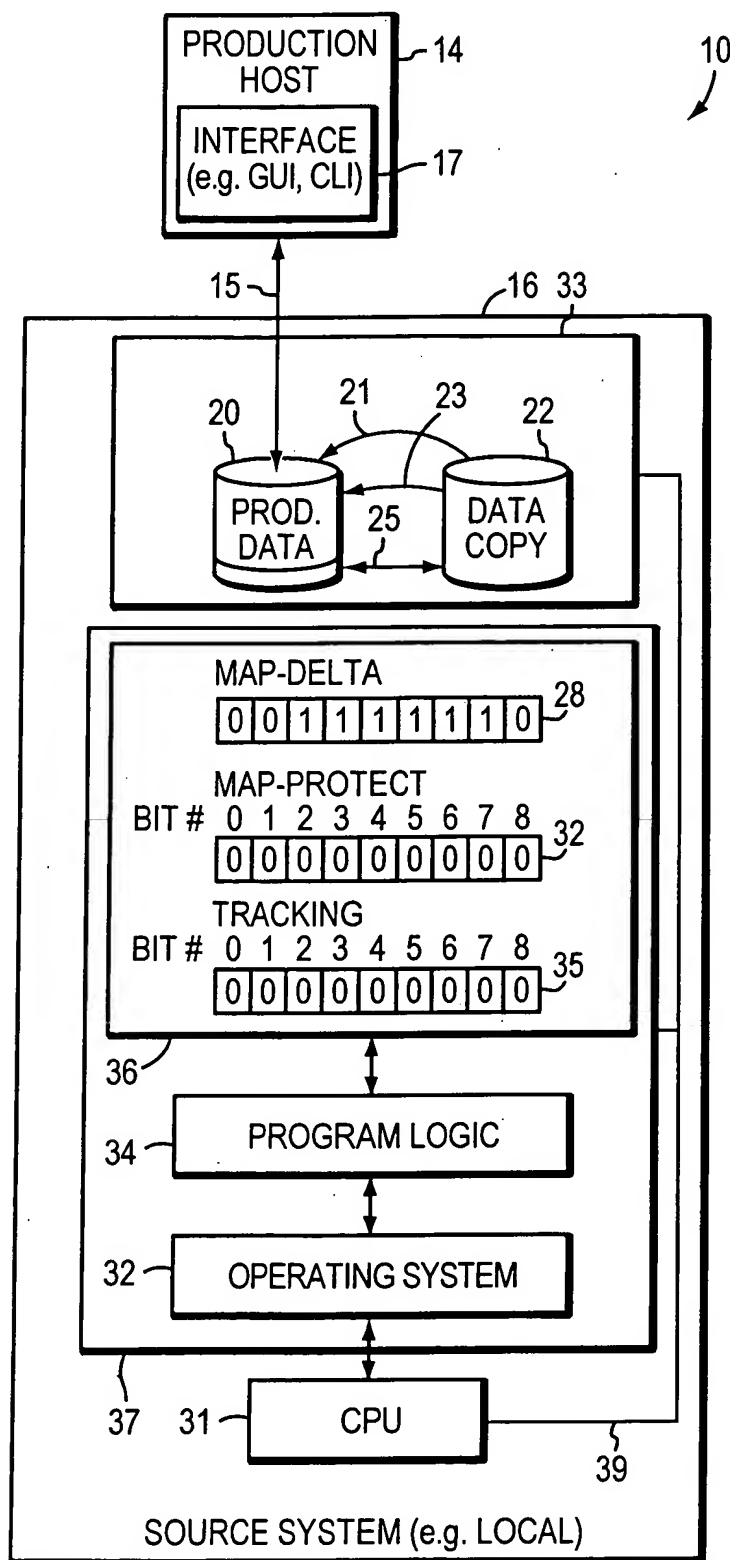 PRODUCTION
HOST
14
10
INTERFACE
(e.g. GUI, CLI)
17
15
16
33
20
21
23
22
PROD.
DATA
25
DATA
COPY
MAP-DELTA
0 0 1 1 1 1 1 1 0
28
MAP-PROTECT
BIT # 0 1 2 3 4 5 6 7 8
0 0 0 0 0 0 0 0 0
32
TRACKING
BIT # 0 1 2 3 4 5 6 7 8
0 0 0 0 0 0 0 0 0
35
36
PROGRAM LOGIC
34
OPERATING SYSTEM
32
37
31
CPU
39
SOURCE SYSTEM (e.g. LOCAL)